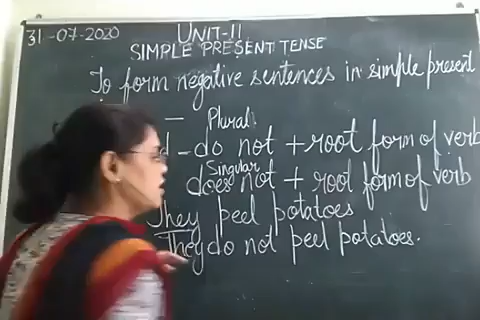 31-07-2020
UNIT-II
SIMPLE PRESENT TENSE
To form negative sentences in simple present
— Plural
d - do not + root form of verb
Singular
does not + root form of verb
They peel potatoes
They do not peel potatoes.